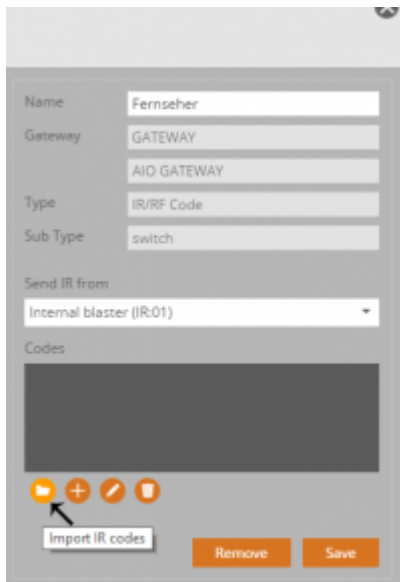 Name Fernseher
Gateway GATEWAY
AIO GATEWAY
Type IR/RF Code
Sub Type switch
Send IR from
Internal blaster (IR:01)
Codes
Import IR codes
Remove Save